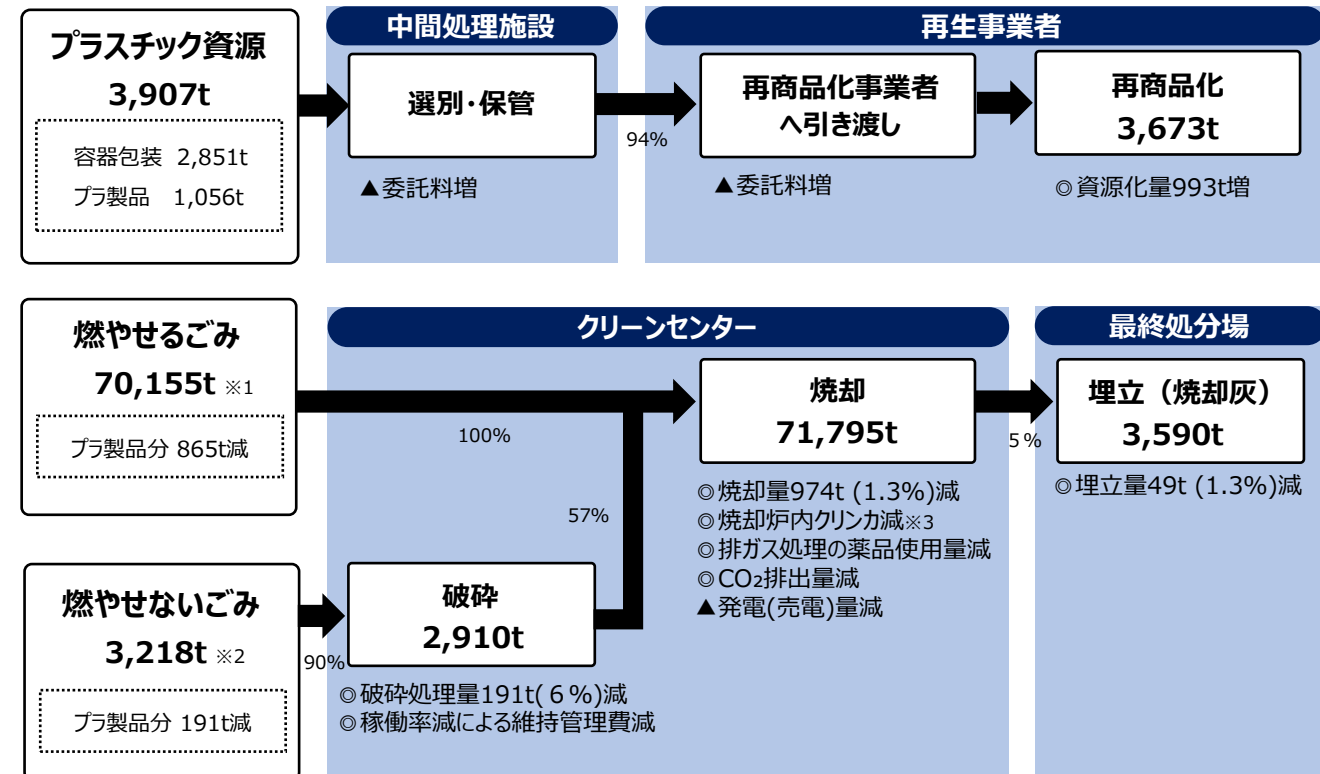 プラスチック資源
3,907t
容器包装 2,851t
プラ製品 1,056t
中間処理施設
選別・保管
▲委託料増
94%
再生事業者
再商品化事業者
へ引き渡し
▲委託料増
再商品化
3,673t
◎資源化量993t増
燃やせるごみ
70,155t ※1
プラ製品分 865t減
クリーンセンター
100%
57%
焼却
71,795t
◎焼却量974t (1.3%)減
◎焼却炉内クリンカ減※3
◎排ガス処理の薬品使用量減
◎CO₂排出量減
▲発電(売電)量減
5%
最終処分場
埋立（焼却灰）
3,590t
◎埋立量49t (1.3%)減
燃やせないごみ
3,218t ※2
プラ製品分 191t減
90%
破砕
2,910t
◎破砕処理量191t(6%)減
◎稼働率減による維持管理費減